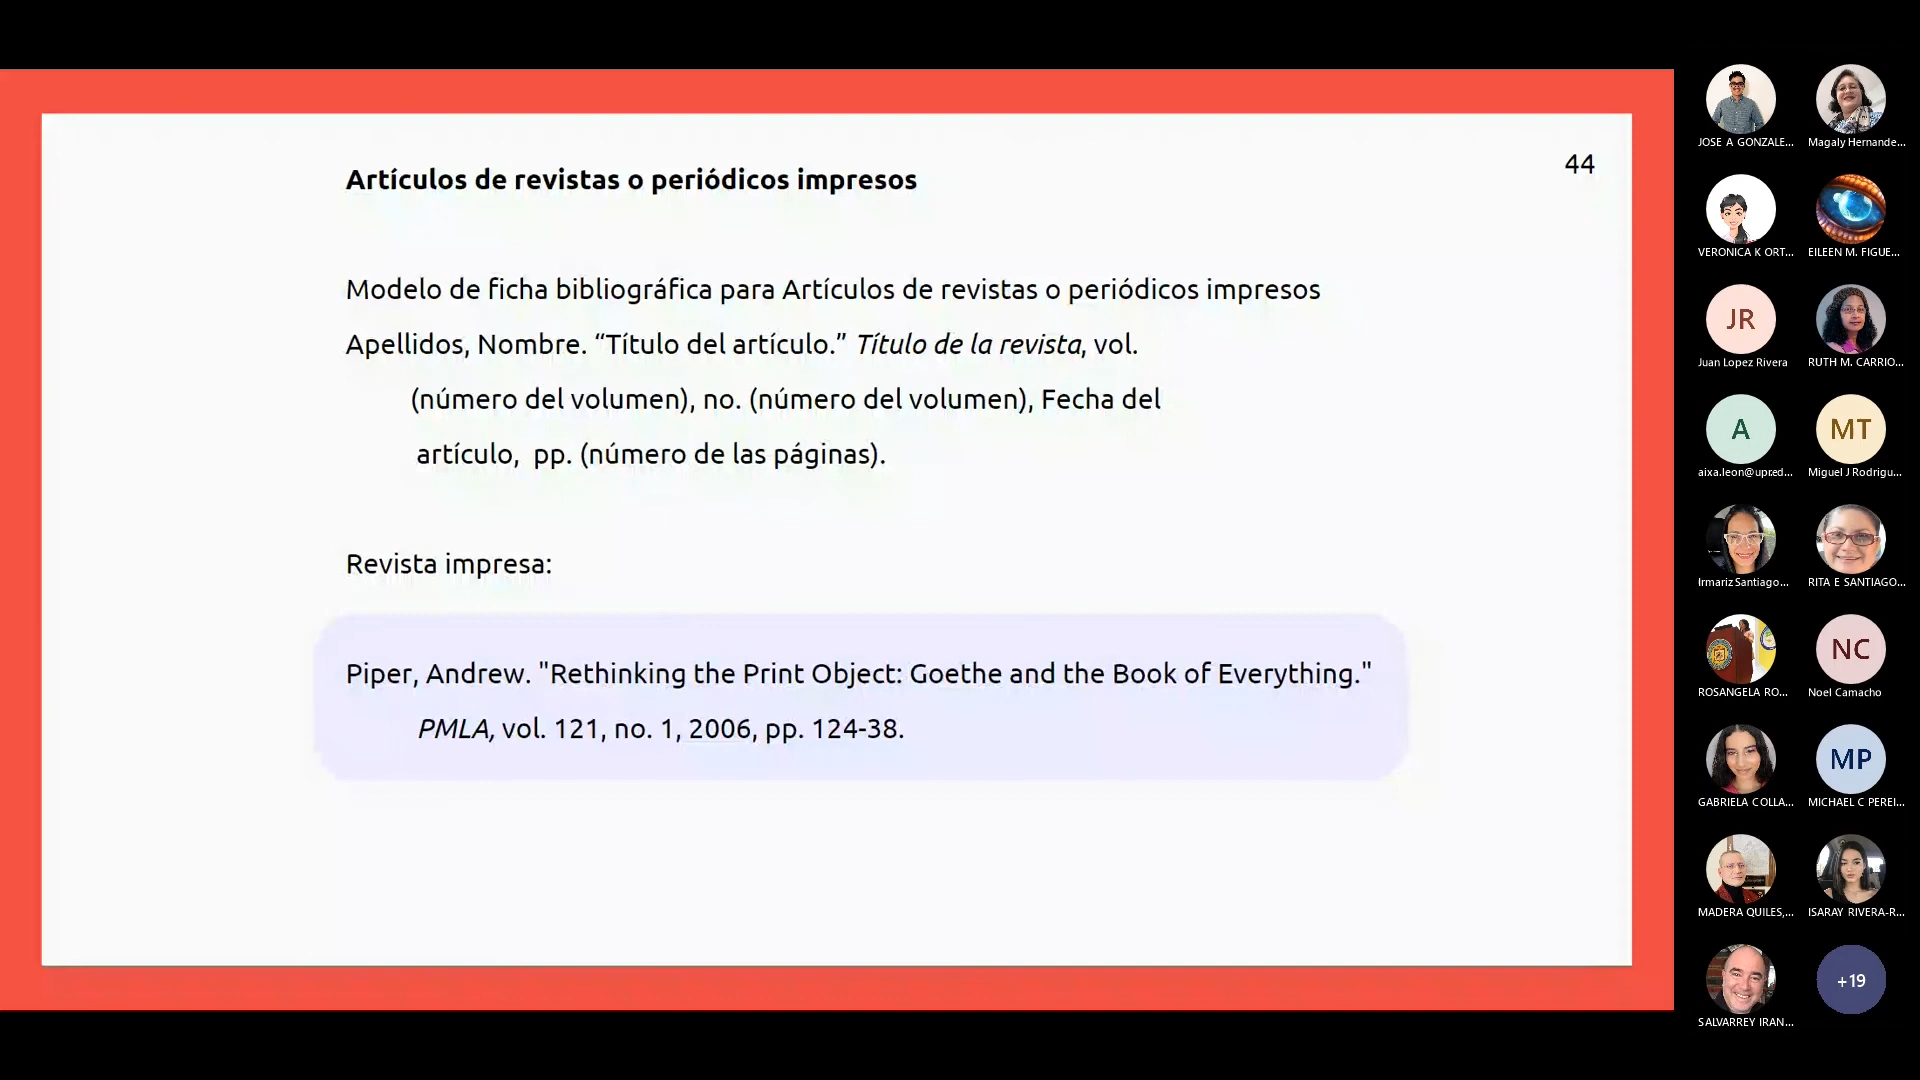 44
Artículos de revistas o periódicos impresos
Modelo de ficha bibliográfica para Artículos de revistas o periódicos impresos
Apellidos, Nombre. “Título del artículo.” Título de la revista, vol.
(número del volumen), no. (número del volumen), Fecha del
artículo, pp. (número de las páginas).
Revista impresa:
Piper, Andrew. "Rethinking the Print Object: Goethe and the Book of Everything."
PMLA, vol. 121, no. 1, 2006, pp. 124-38.
JOSE A GONZALE...
Magaly Hernande...
VERONICA K ORT...
EILEEN M. FIGUE...
JR
Juan Lopez Rivera
RUTH M. CARRIO...
A
aixa.leon@upr.ed...
MT
Miguel J Rodrigu...
Irmariz Santiago...
RITA E SANTIAGO...
ROSANGELA RO...
NC
Noel Camacho
GABRIELA COLLA...
MP
MICHAEL C PEREI...
MADERA QUILES,...
ISARAY RIVERA-R...
SALVARREY IRAN...
+19